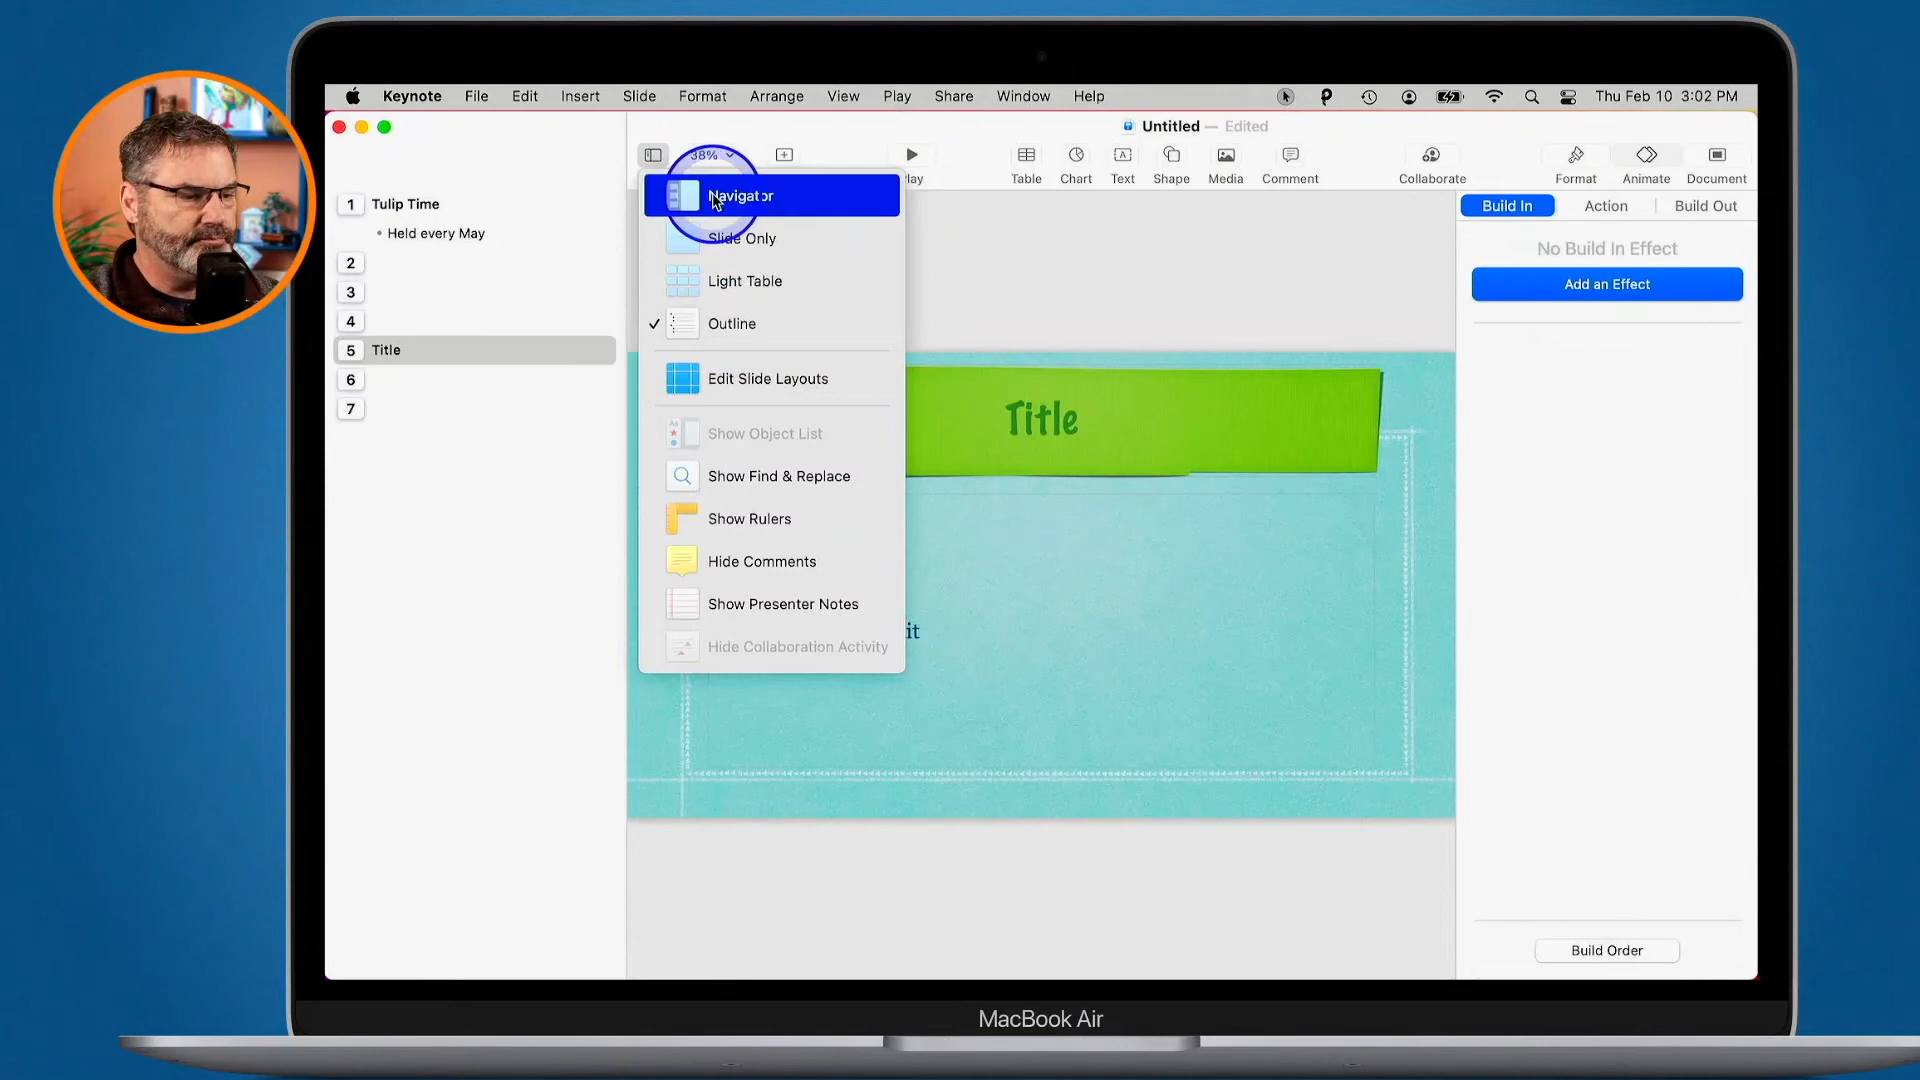 Keynote File Edit Insert Slide Format Arrange View Play Share Window Help Thu Feb 10 3:02 PM
Untitled — Edited
38%
Table Chart Text Shape Media Comment Collaborate Format Animate Document
Navigator
Slide Only
Light Table
Outline
Edit Slide Layouts
Show Object List
Show Find & Replace
Show Rulers
Hide Comments
Show Presenter Notes
Hide Collaboration Activity
1 Tulip Time
• Held every May
2
3
4
5 Title
6
7
Title
Build In Action Build Out
No Build In Effect
Add an Effect
Build Order
MacBook Air